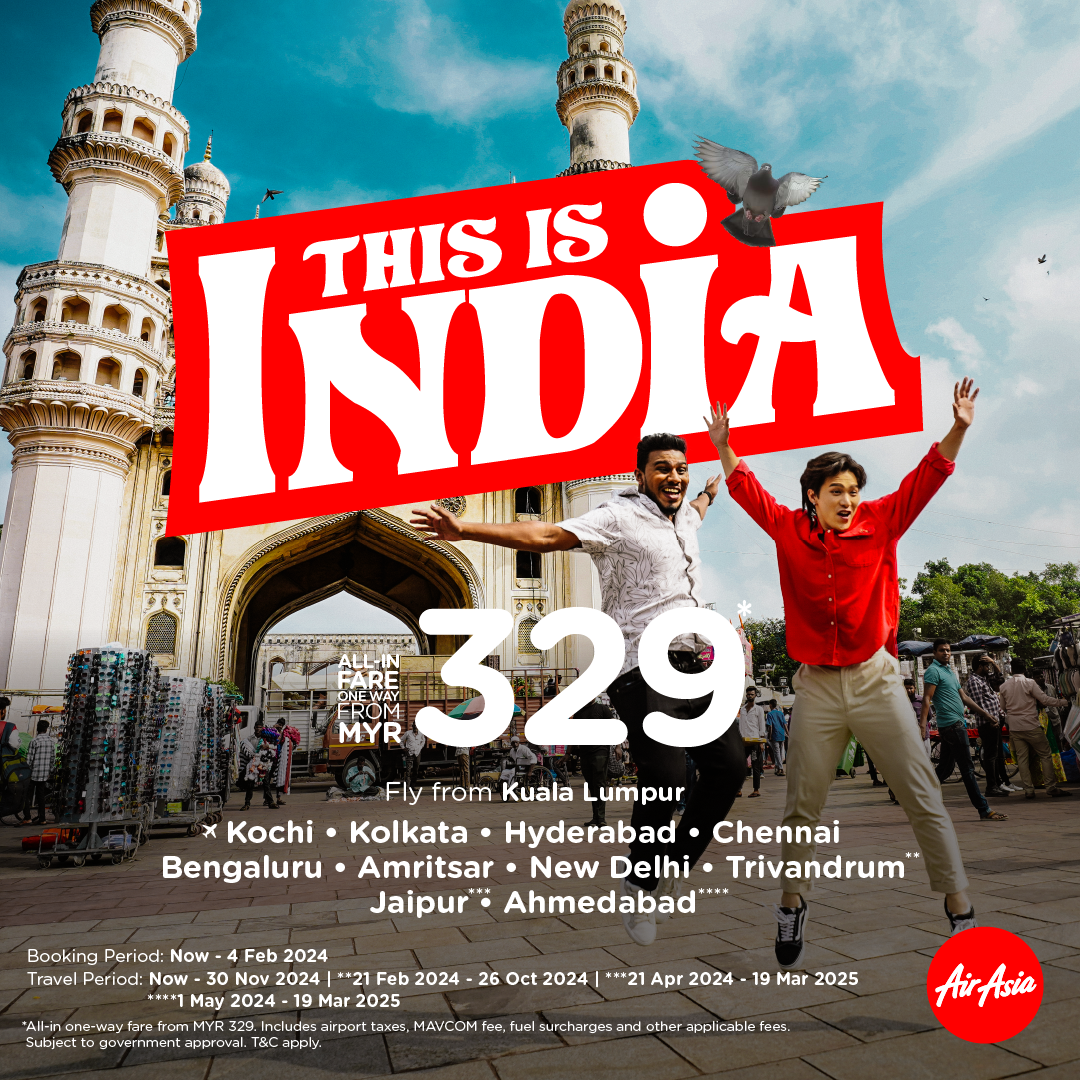 THIS IS
INDIA
ALL-IN
FARE
ONE WAY
FROM
MYR
329*
Fly from Kuala Lumpur
Kochi • Kolkata • Hyderabad • Chennai
Bengaluru • Amritsar • New Delhi • Trivandrum**
Jaipur*** • Ahmedabad****
Booking Period: Now - 4 Feb 2024
Travel Period: Now - 30 Nov 2024 | **21 Feb 2024 - 26 Oct 2024 | ***21 Apr 2024 - 19 Mar 2025
****1 May 2024 - 19 Mar 2025
*All-in one-way fare from MYR 329. Includes airport taxes, MAVCOM fee, fuel surcharges and other applicable fees.
Subject to government approval. T&C apply.
AirAsia